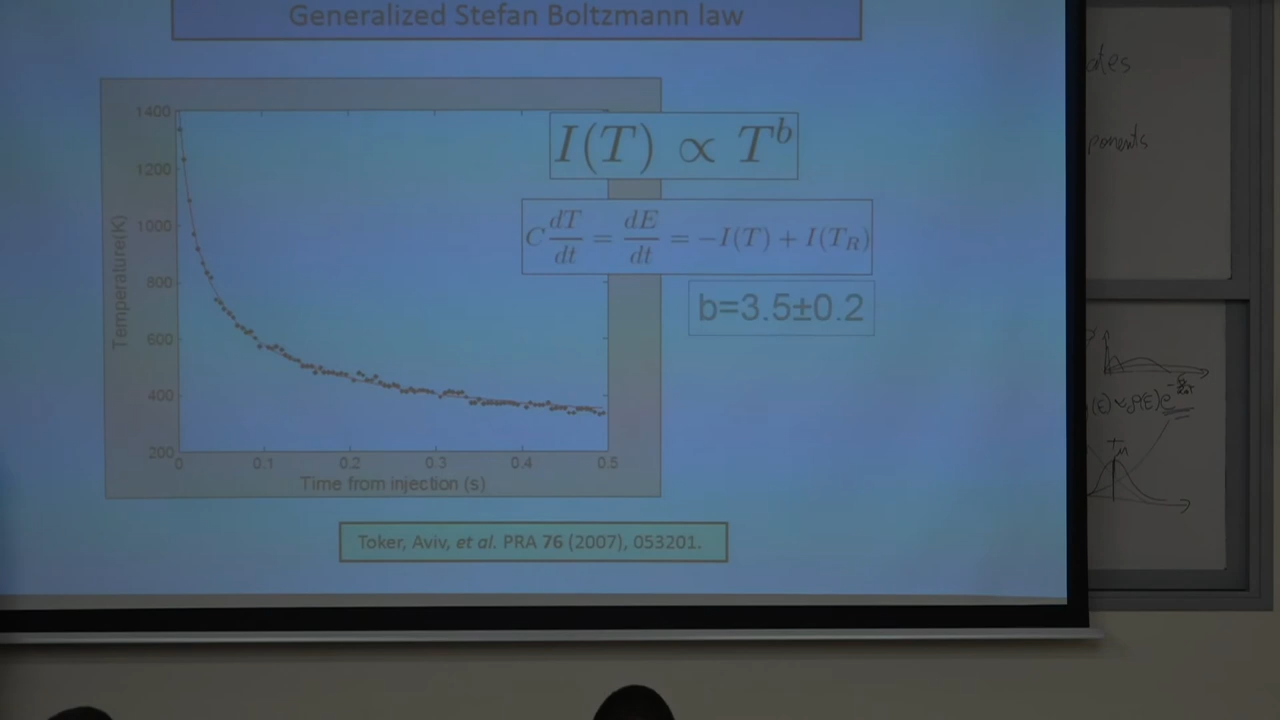 Generalized Stefan Boltzmann law
1400
1200
1000
800
600
400
200
0
0.1
0.2
0.3
0.4
0.5
Temperature(K)
Time from injection (s)
I(T) ∝ T^b
C dT/dt = dE/dt = −I(T) + I(T_R)
b=3.5±0.2
Toker, Aviv, et al. PRA 76 (2007), 053201.
ates
ponents